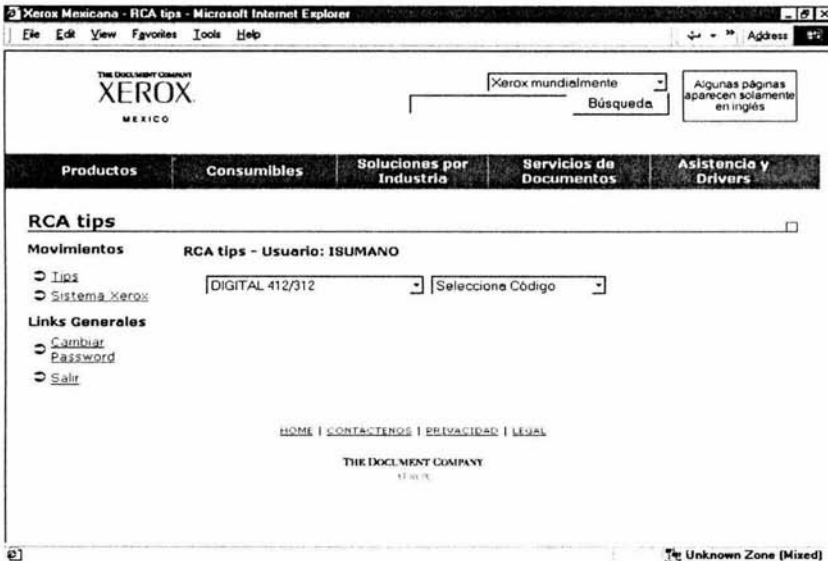 Xerox Mexicana - RCA tips - Microsoft Internet Explorer
File Edit View Favorites Tools Help
Address
THE DOCUMENT COMPANY
XEROX
MEXICO
Xerox mundialmente
Búsqueda
Algunas páginas
aparecen solamente
en inglés
Productos
Consumibles
Soluciones por
Industria
Servicios de
Documentos
Asistencia y
Drivers
RCA tips
Movimientos
Tips
Sistema Xerox
Links Generales
Cambiar
Password
Salir
RCA tips - Usuario: ISUMANO
DIGITAL 412/312
Selecciona Código
HOME | CONTACTENOS | PRIVACIDAD | LEGAL
THE DOCUMENT COMPANY
Unknown Zone (Mixed)